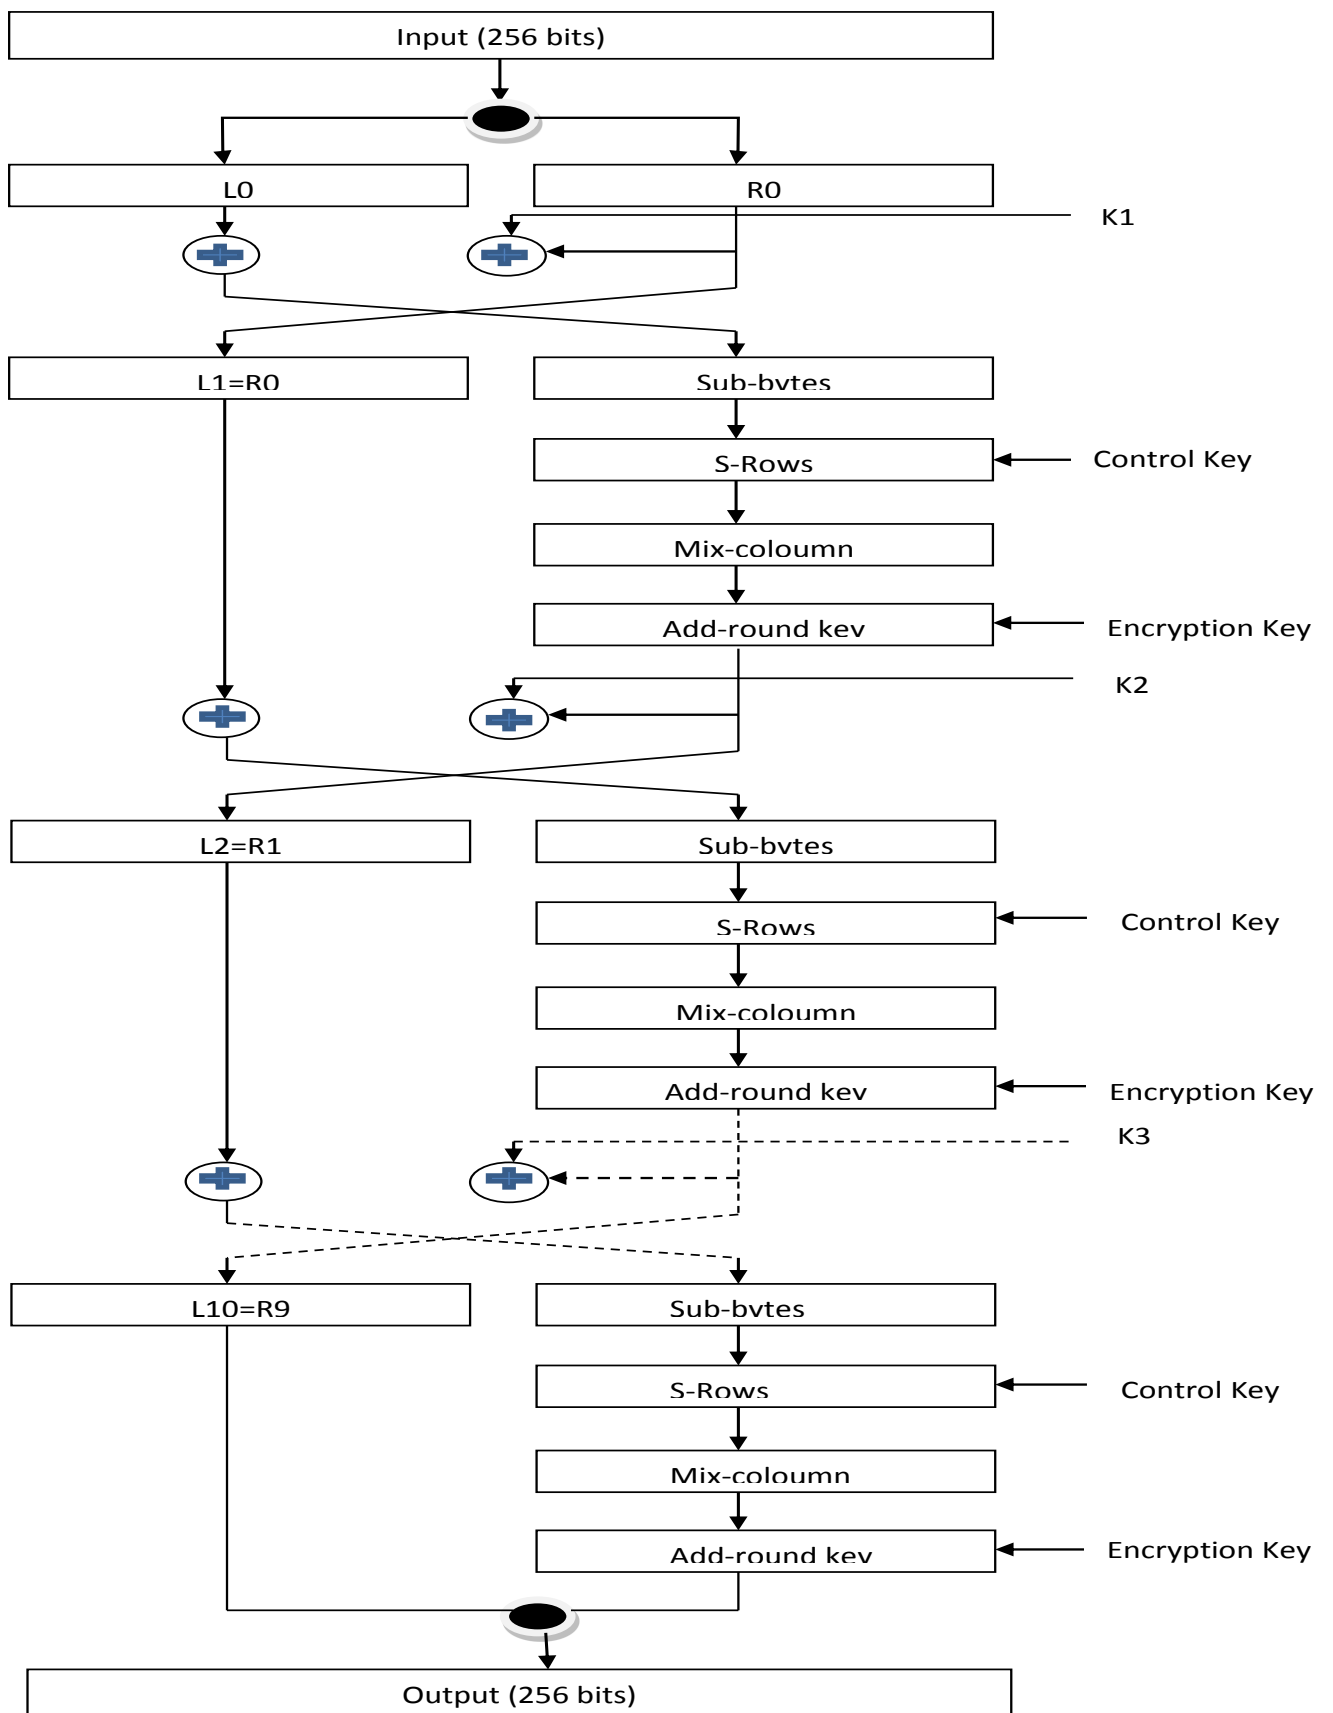 Input (256 bits)
L0
R0
K1
L1=R0
Sub-bytes
S-Rows
Control Key
Mix-coloumn
Add-round key
Encryption Key
K2
L2=R1
Sub-bytes
S-Rows
Control Key
Mix-coloumn
Add-round key
Encryption Key
K3
L10=R9
Sub-bytes
S-Rows
Control Key
Mix-coloumn
Add-round key
Encryption Key
Output (256 bits)